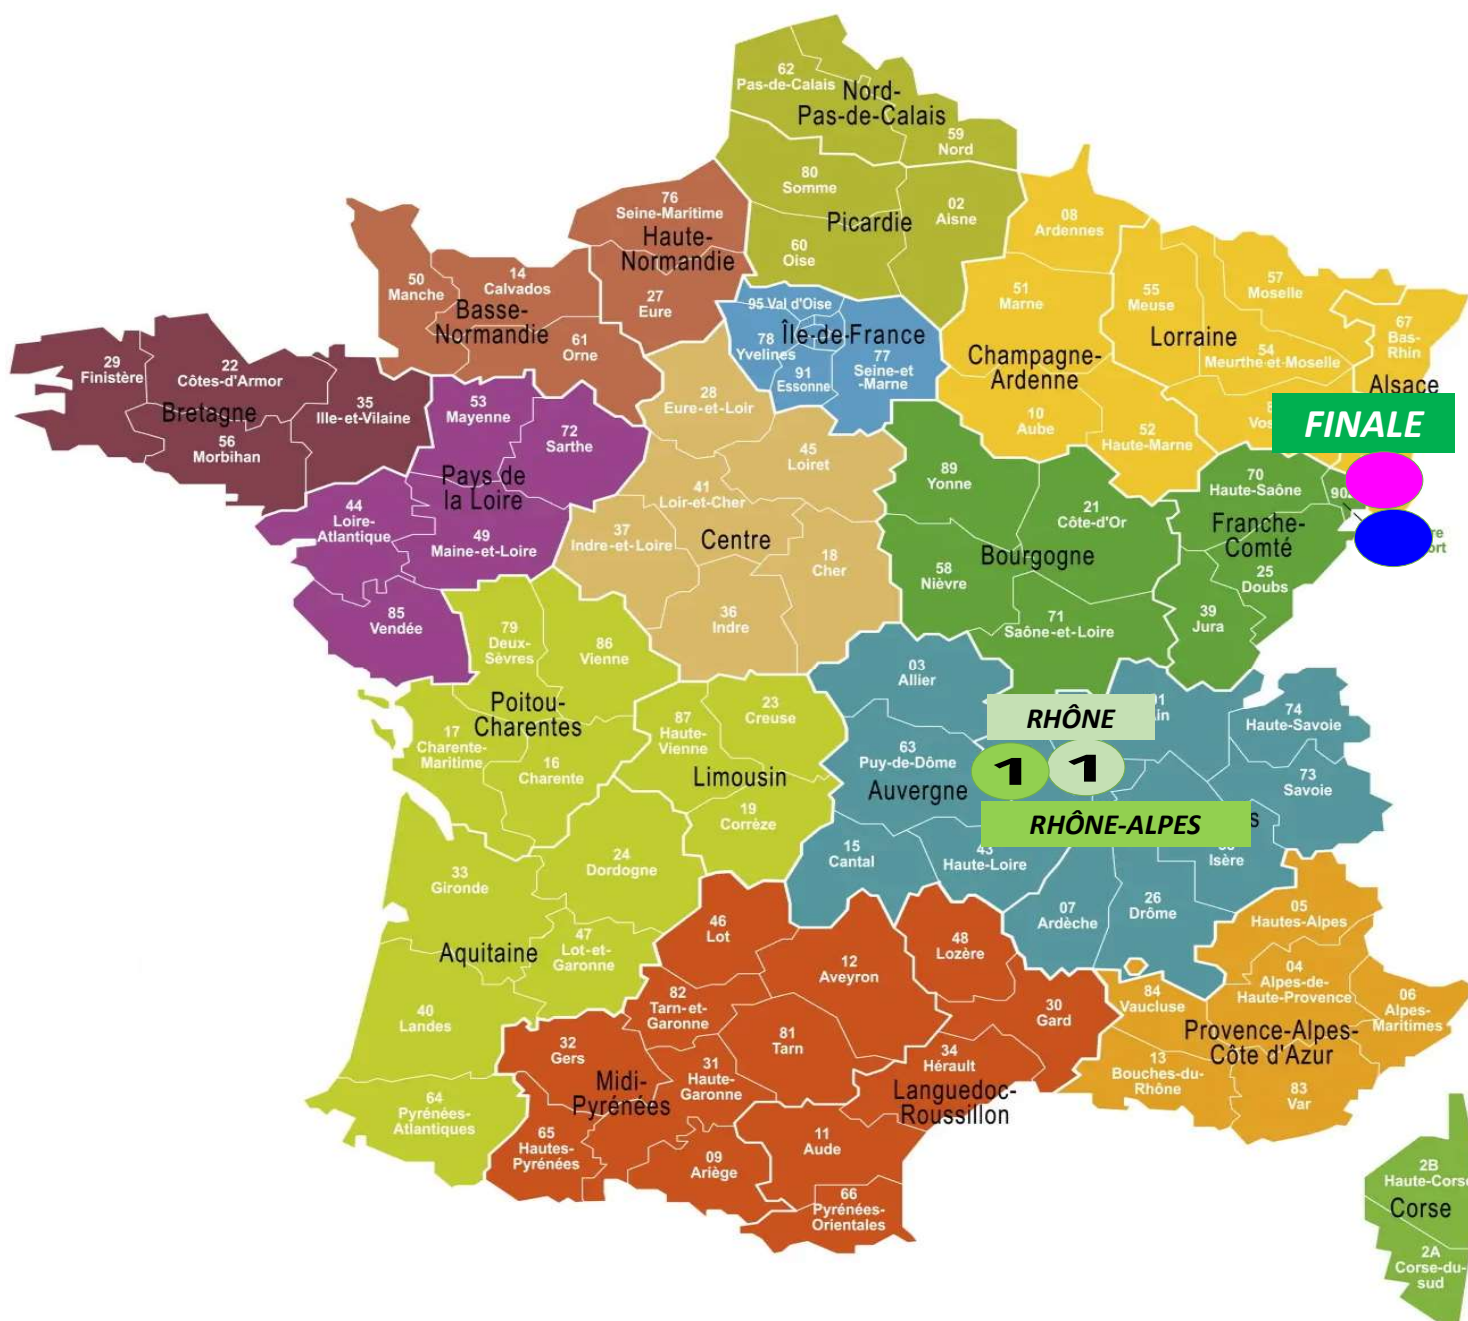 62
Pas-de-Calais
Nord-
Pas-de-Calais
59
Nord
80
Somme
02
Aisne
Picardie
60
Oise
76
Seine-Maritime
Haute-
Normandie
27
Eure
50
Manche
14
Calvados
Basse-
Normandie
61
Orne
08
Ardennes
51
Marne
Champagne-
Ardenne
10
Aube
52
Haute-Marne
55
Meuse
57
Moselle
Lorraine
54
Meurthe-et-Moselle
67
Bas-
Rhin
Alsace
FINALE
95 Val d'Oise
Île-de-France
78
Yvelines
91
Essonne
77
Seine-et
-Marne
29
Finistère
22
Côtes-d'Armor
Bretagne
35
Ille-et-Vilaine
56
Morbihan
53
Mayenne
72
Sarthe
Pays de
la Loire
44
Loire-
Atlantique
49
Maine-et-Loire
85
Vendée
28
Eure-et-Loir
45
Loiret
41
Loir-et-Cher
37
Indre-et-Loire
Centre
18
Cher
36
Indre
89
Yonne
21
Côte-d'Or
Bourgogne
58
Nièvre
71
Saône-et-Loire
70
Haute-Saône
90
Franche-
Comté
25
Doubs
39
Jura
79
Deux-
Sèvres
86
Vienne
Poitou-
Charentes
17
Charente-
Maritime
16
Charente
87
Haute-
Vienne
23
Creuse
Limousin
19
Corrèze
03
Allier
63
Puy-de-Dôme
Auvergne
15
Cantal
43
Haute-Loire
RHÔNE
1 1
RHÔNE-ALPES
74
Haute-Savoie
73
Savoie
Isère
07
Ardèche
26
Drôme
33
Gironde
24
Dordogne
Aquitaine
47
Lot-et-
Garonne
40
Landes
64
Pyrénées-
Atlantiques
46
Lot
12
Aveyron
82
Tarn-et-
Garonne
81
Tarn
32
Gers
31
Haute-
Garonne
Midi-
Pyrénées
65
Hautes-
Pyrénées
09
Ariège
48
Lozère
30
Gard
34
Hérault
Languedoc-
Roussillon
11
Aude
66
Pyrénées-
Orientales
05
Hautes-Alpes
04
Alpes-de-
Haute-Provence
06
Alpes-
Maritimes
84
Vaucluse
Provence-Alpes-
Côte d'Azur
13
Bouches-du-
Rhône
83
Var
2B
Haute-Corse
Corse
2A
Corse-du-
sud